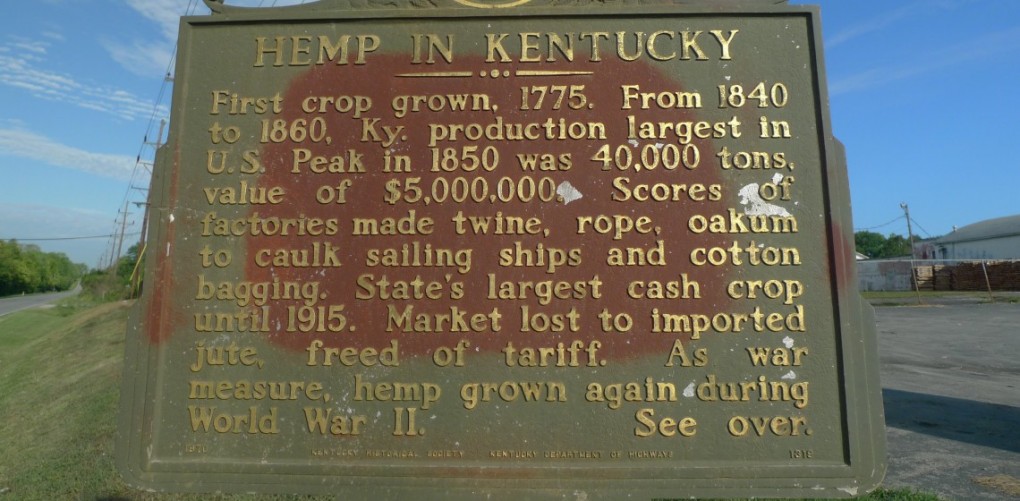 HEMP IN KENTUCKY
First crop grown, 1775. From 1840
to 1860, Ky. production largest in
U.S. Peak in 1850 was 40,000 tons,
value of $5,000,000. Scores of
factories made twine, rope, oakum
to caulk sailing ships and cotton
bagging. State's largest cash crop
until 1915. Market lost to imported
jute, freed of tariff. As war
measure, hemp grown again during
World War II. See over.
1970 KENTUCKY HISTORICAL SOCIETY KENTUCKY DEPARTMENT OF HIGHWAYS 1318